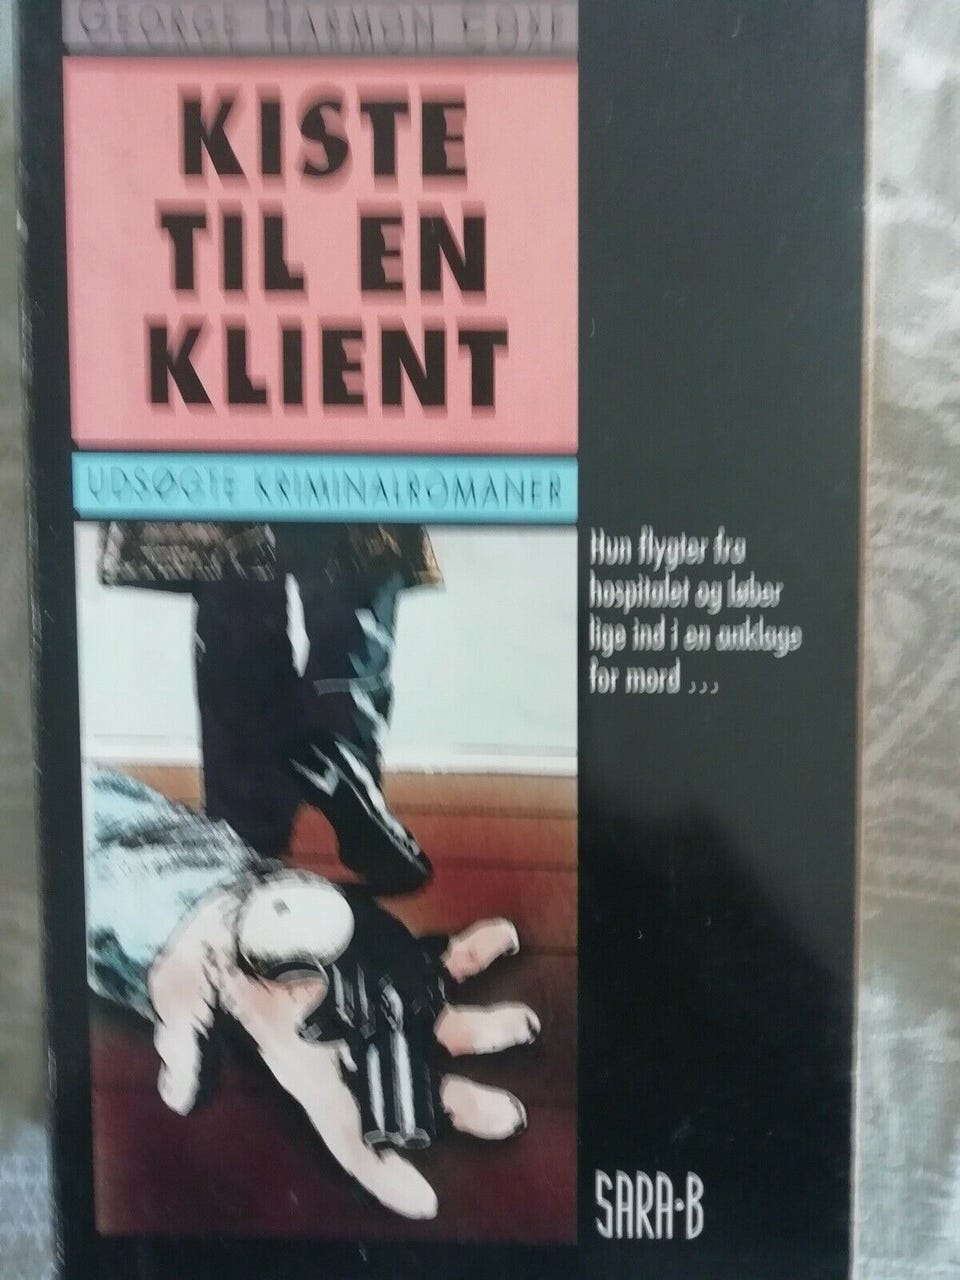 GEORGE HARMON COXE
KISTE
TIL EN
KLIENT
UDSØGTE KRIMINALROMANER
Hun flygter fra
hospitalet og løber
lige ind i en anklage
for mord ...
SARA·B